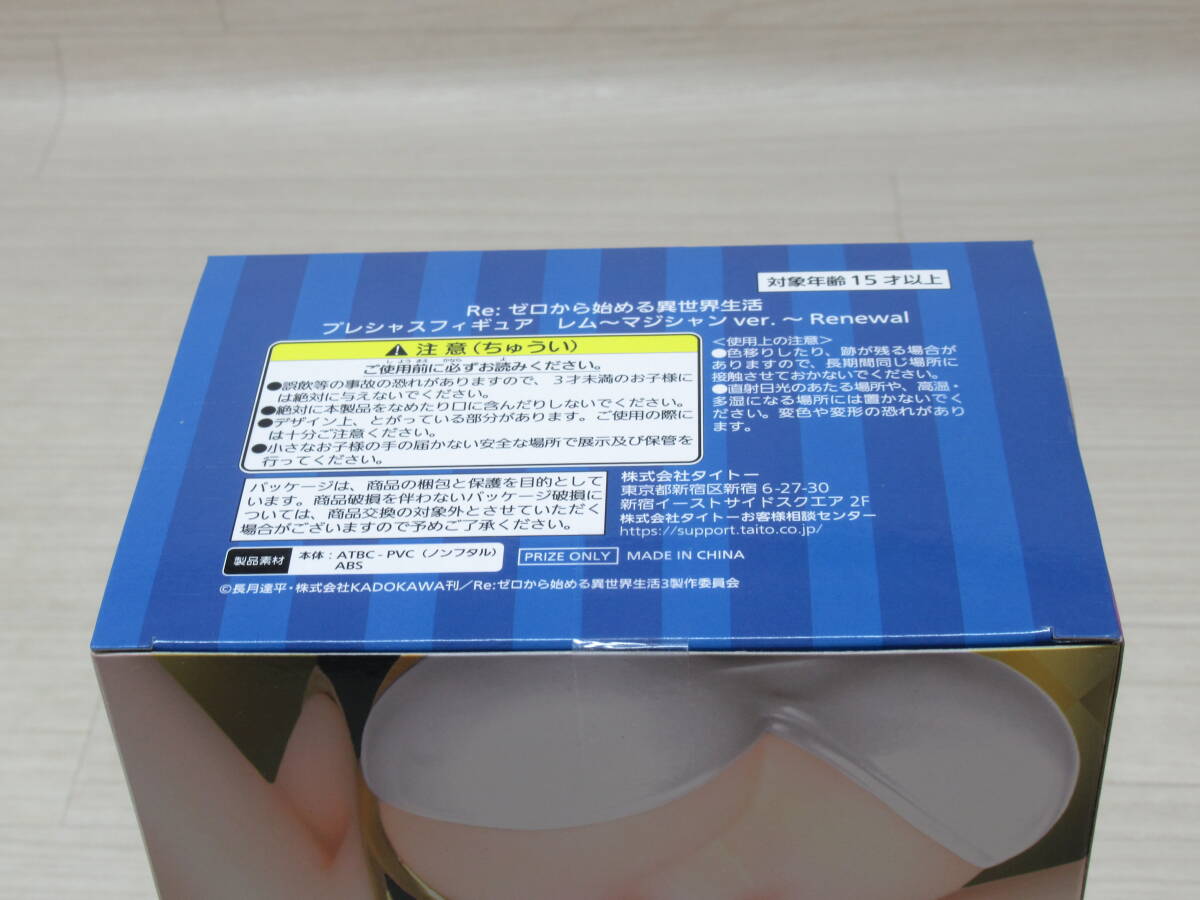 対象年齢15才以上
Re: ゼロから始める異世界生活
プレシャスフィギュア　レム〜マジシャンver.〜 Renewal
注意(ちゅうい)
ご使用前に必ずお読みください。
●誤飲等の事故の恐れがありますので、3才未満のお子様に
は絶対に与えないでください。
●絶対に本製品をなめたり口に含んだりしないでください。
●デザイン上、とがっている部分があります。ご使用の際に
は十分ご注意ください。
●小さなお子様の手の届かない安全な場所で展示及び保管を
行ってください。
<使用上の注意>
●色移りしたり、跡が残る場合が
ありますので、長期間同じ場所に
接触させておかないでください。
●直射日光のあたる場所や、高温・
多湿になる場所には置かないでく
ださい。変色や変形の恐れがあり
ます。
パッケージは、商品の梱包と保護を目的として
います。商品破損を伴わないパッケージ破損に
ついては、商品交換の対象外とさせていただく
場合がございますので予めご了承ください。
株式会社タイトー
東京都新宿区新宿6-27-30
新宿イーストサイドスクエア 2F
株式会社タイトーお客様相談センター
https://support.taito.co.jp/
製品素材
本体：ATBC-PVC（ノンフタル）
ABS
PRIZE ONLY MADE IN CHINA
©長月達平・株式会社KADOKAWA刊／Re:ゼロから始める異世界生活3製作委員会